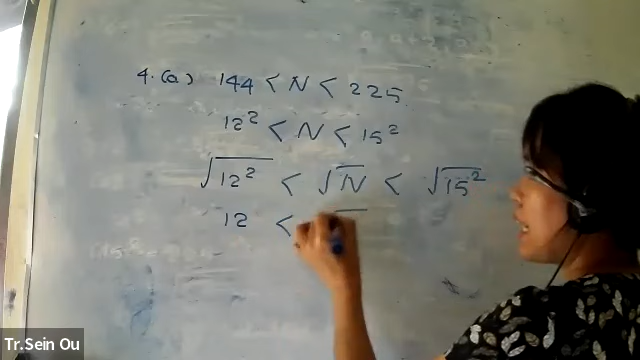 4. (a) 144 < N < 225
12² < N < 15²
√12² < √N < √15²
12 <
Tr.Sein Ou